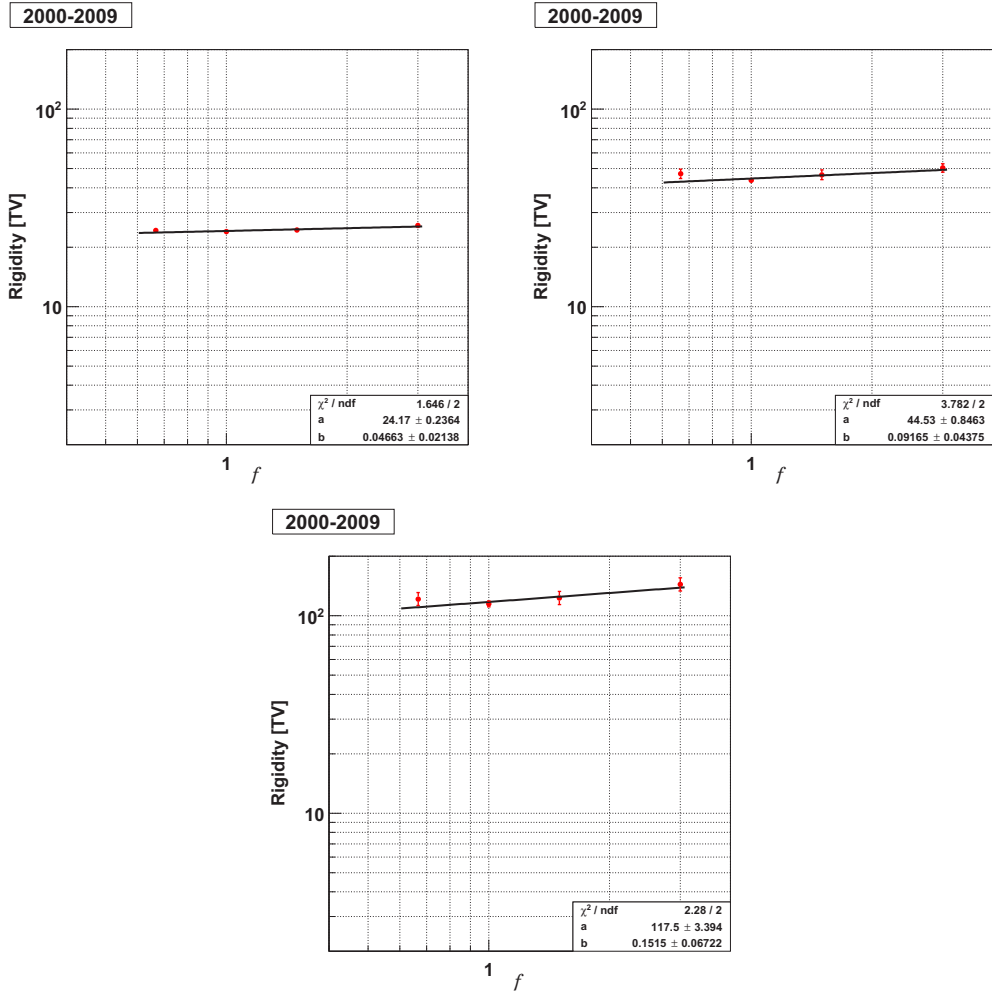 2000-2009
Rigidity [TV]
10²
10
χ² / ndf 1.646 / 2
a 24.17 ± 0.2364
b 0.04663 ± 0.02138
1
f
2000-2009
Rigidity [TV]
10²
10
χ² / ndf 3.782 / 2
a 44.53 ± 0.8463
b 0.09165 ± 0.04375
1
f
2000-2009
Rigidity [TV]
10²
10
χ² / ndf 2.28 / 2
a 117.5 ± 3.394
b 0.1515 ± 0.06722
1
f